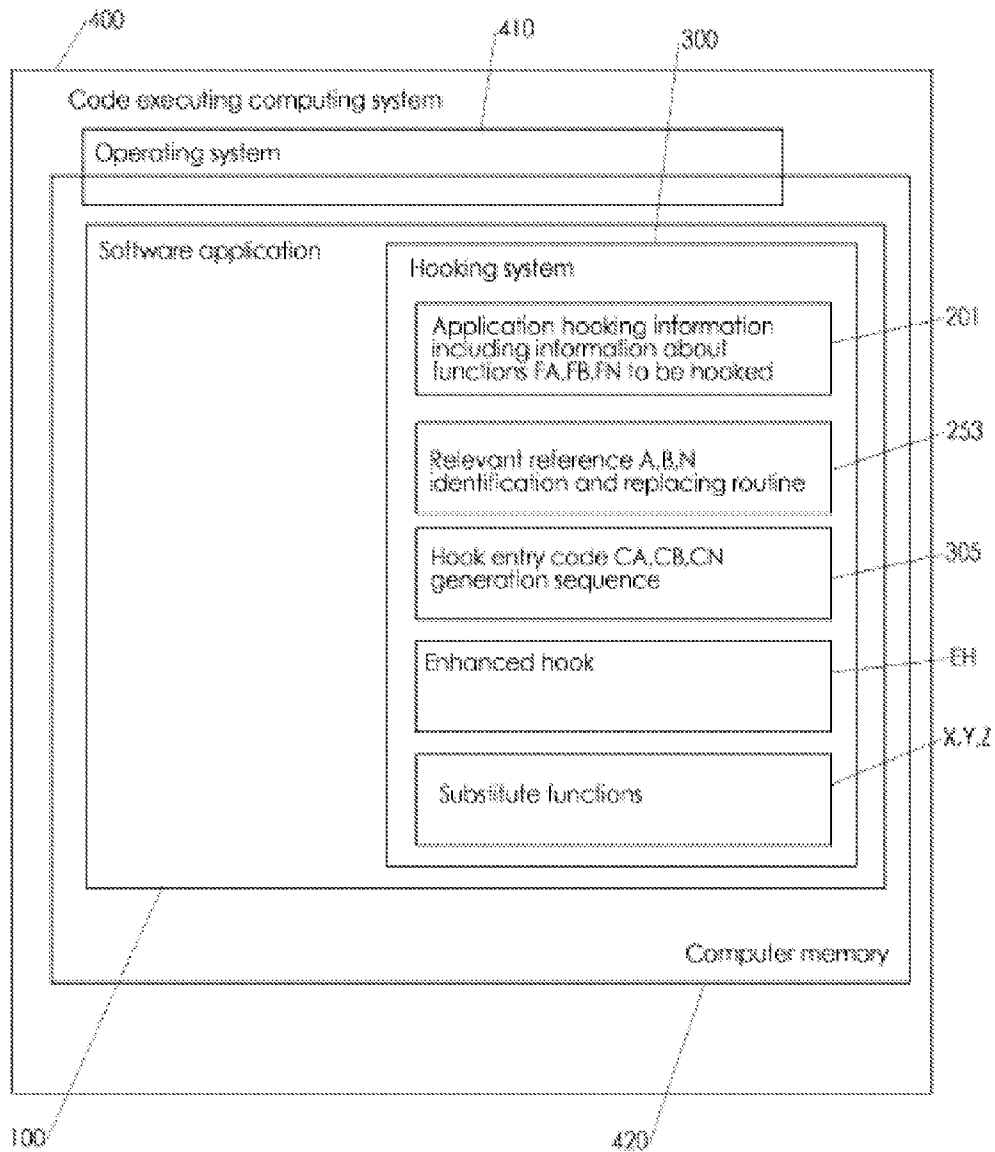 400
410
300
Code executing computing system
Operating system
Software application
Hooking system
Application hooking information
including information about
functions FA,FB,FN to be hooked
201
Relevant reference A,B,N
identification and replacing routine
253
Hook entry code CA,CB,CN
generation sequence
305
Enhanced hook
EH
Substitute functions
X,Y,Z
Computer memory
100
420